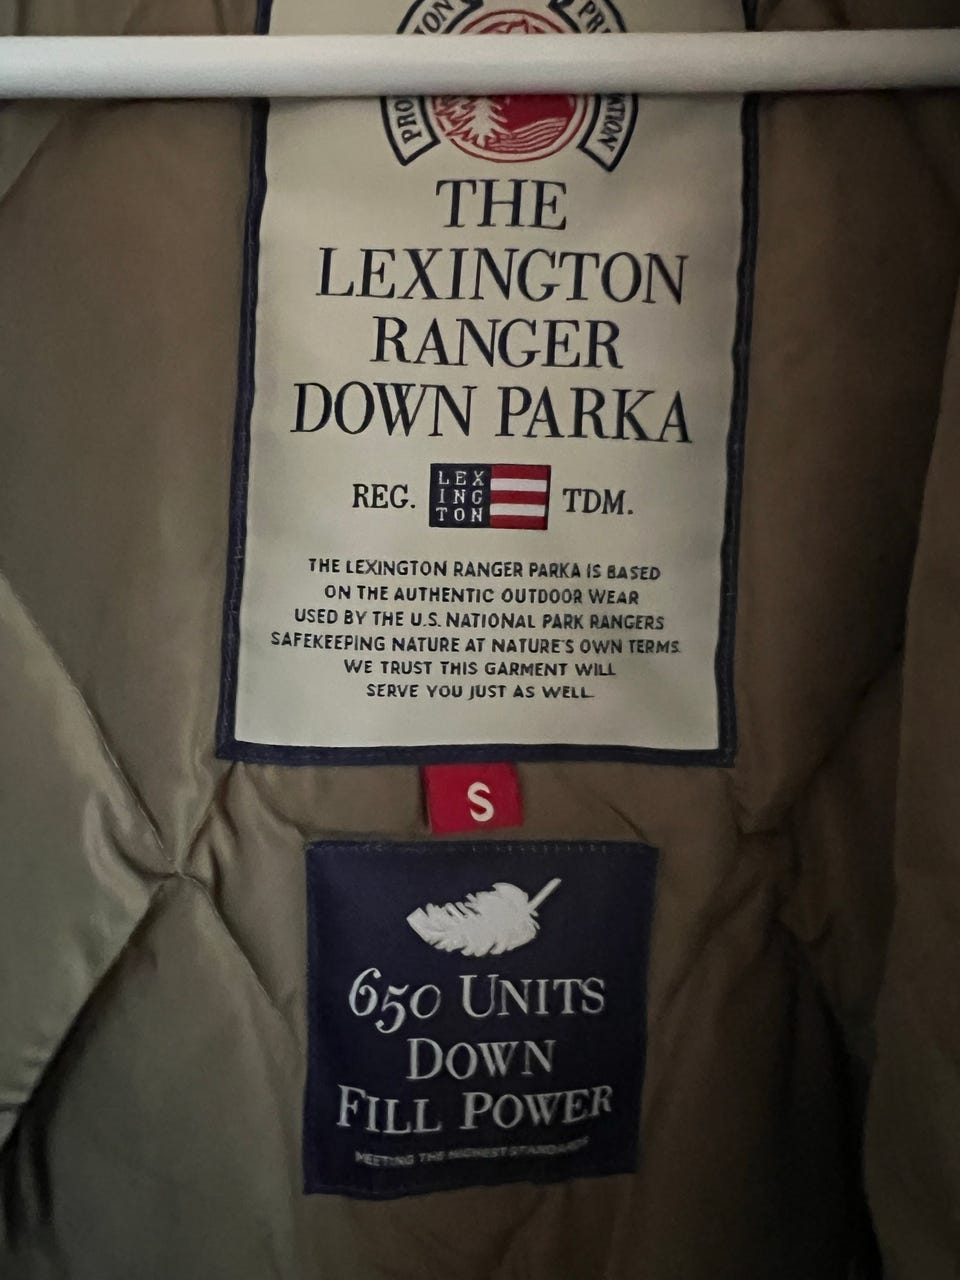 THE
LEXINGTON
RANGER
DOWN PARKA
REG. LEX ING TON TDM.
THE LEXINGTON RANGER PARKA IS BASED
ON THE AUTHENTIC OUTDOOR WEAR
USED BY THE U.S. NATIONAL PARK RANGERS
SAFEKEEPING NATURE AT NATURE'S OWN TERMS.
WE TRUST THIS GARMENT WILL
SERVE YOU JUST AS WELL.
S
650 UNITS
DOWN
FILL POWER
MEETING THE HIGHEST STANDARDS